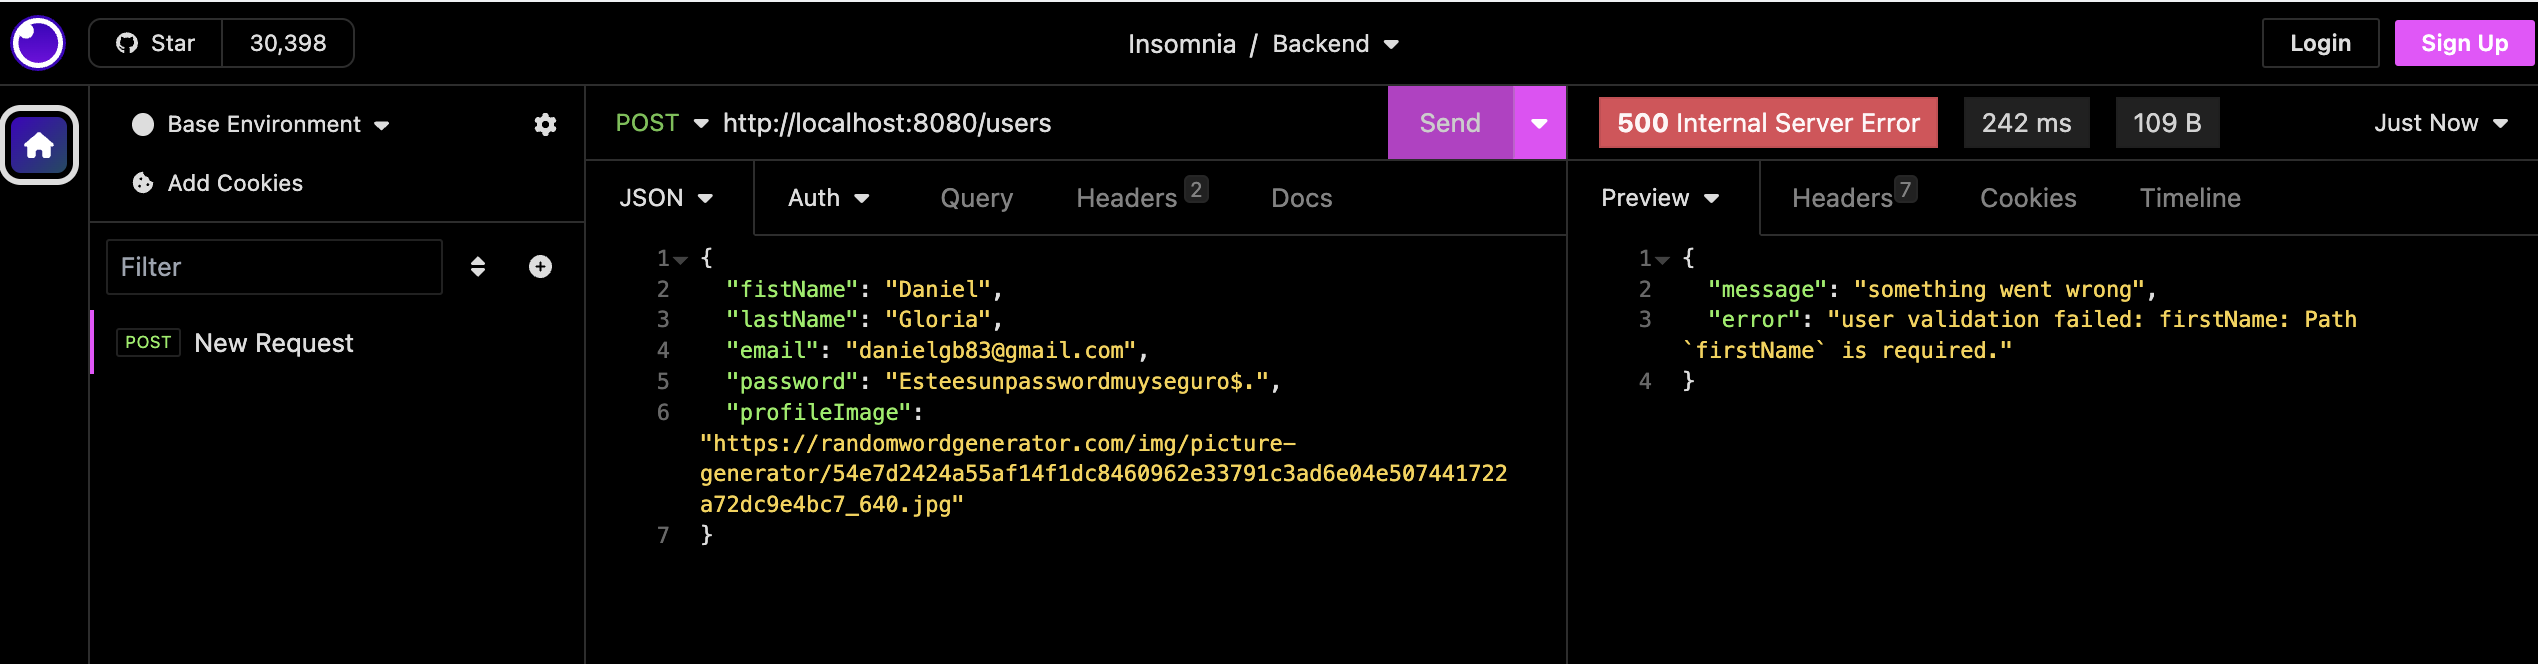 Star 30,398
Insomnia / Backend
Login
Sign Up
Base Environment
Add Cookies
Filter
POST New Request
POST http://localhost:8080/users
Send
JSON Auth Query Headers 2 Docs
1 {
2 "fistName": "Daniel",
3 "lastName": "Gloria",
4 "email": "danielgb83@gmail.com",
5 "password": "Esteesunpasswordmuyseguro$.",
6 "profileImage":
"https://randomwordgenerator.com/img/picture-
generator/54e7d2424a55af14f1dc8460962e33791c3ad6e04e507441722
a72dc9e4bc7_640.jpg"
7 }
500 Internal Server Error 242 ms 109 B Just Now
Preview Headers 7 Cookies Timeline
1 {
2 "message": "something went wrong",
3 "error": "user validation failed: firstName: Path
`firstName` is required."
4 }